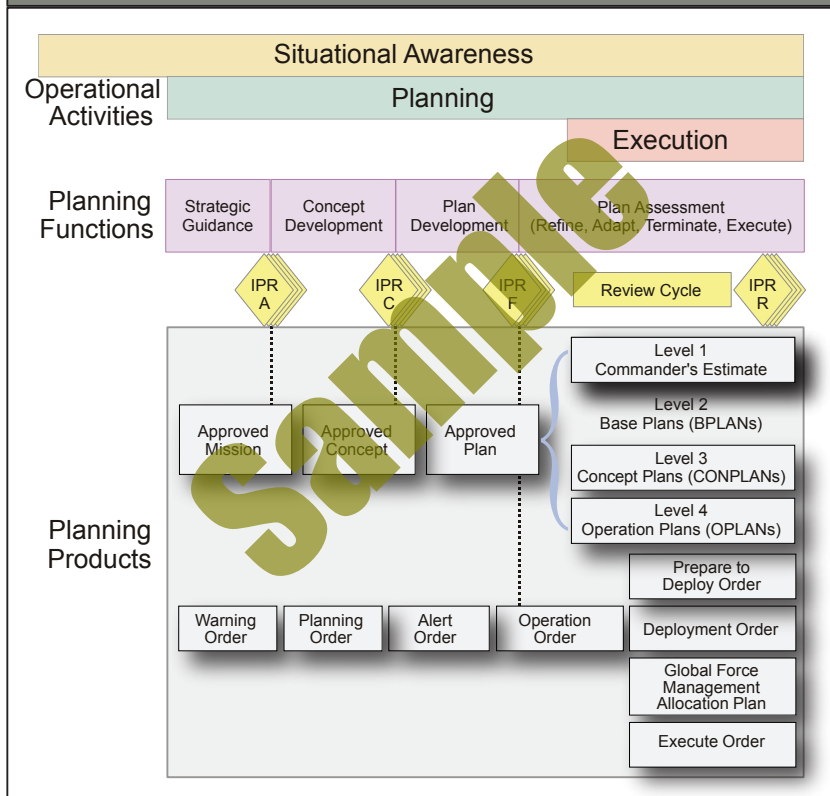 Situational Awareness
Operational
Activities
Planning
Execution
Planning
Functions
Strategic
Guidance
Concept
Development
Plan
Development
Plan Assessment
(Refine, Adapt, Terminate, Execute)
IPR
A
IPR
C
IPR
F
Review Cycle
IPR
R
Level 1
Commander's Estimate
Level 2
Base Plans (BPLANs)
Approved
Mission
Approved
Concept
Approved
Plan
Level 3
Concept Plans (CONPLANs)
Level 4
Operation Plans (OPLANs)
Planning
Products
Prepare to
Deploy Order
Warning
Order
Planning
Order
Alert
Order
Operation
Order
Deployment Order
Global Force
Management
Allocation Plan
Execute Order
Sample